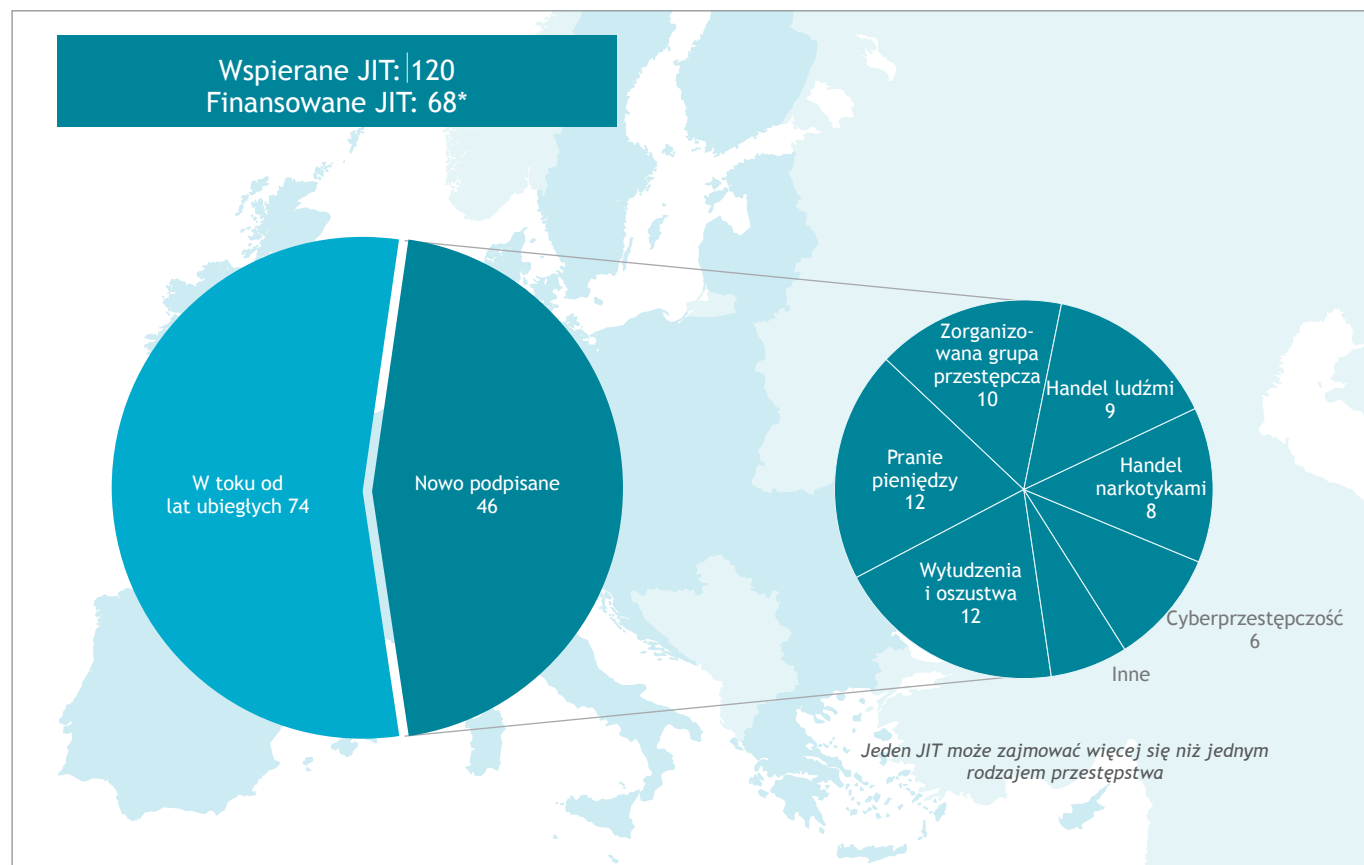 Wspierane JIT: 120
Finansowane JIT: 68*
W toku od
lat ubiegłych 74
Nowo podpisane
46
Zorganizo-
wana grupa
przestępcza
10
Handel ludźmi
9
Handel
narkotykami
8
Pranie
pieniędzy
12
Wyłudzenia
i oszustwa
12
Cyberprzestępczość
6
Inne
Jeden JIT może zajmować więcej się niż jednym
rodzajem przestępstwa